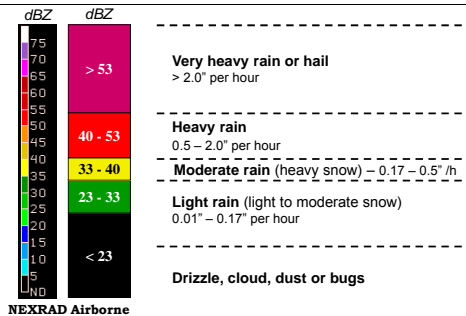 dBZ dBZ
75
70
65
60
55
50
45
40
35
30
25
20
15
10
5
ND
> 53
40 - 53
33 - 40
23 - 33
< 23
Very heavy rain or hail
> 2.0” per hour
Heavy rain
0.5 – 2.0” per hour
Moderate rain (heavy snow) – 0.17 – 0.5” /h
Light rain (light to moderate snow)
0.01” – 0.17” per hour
Drizzle, cloud, dust or bugs
NEXRAD Airborne